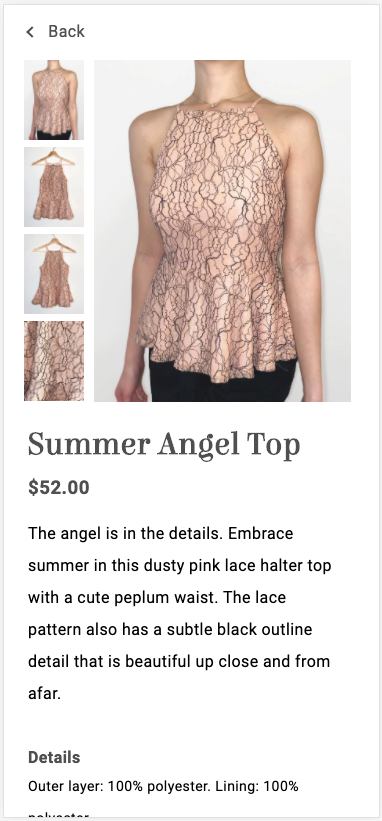 Back
Summer Angel Top
$52.00
The angel is in the details. Embrace
summer in this dusty pink lace halter top
with a cute peplum waist. The lace
pattern also has a subtle black outline
detail that is beautiful up close and from
afar.
Details
Outer layer: 100% polyester. Lining: 100%
polyester